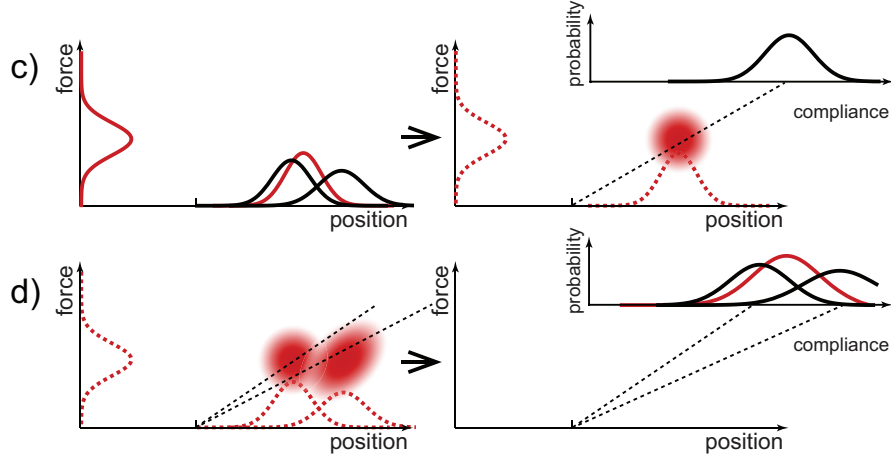 c)
force
position
force
position
probability
compliance
d)
force
position
force
position
probability
compliance